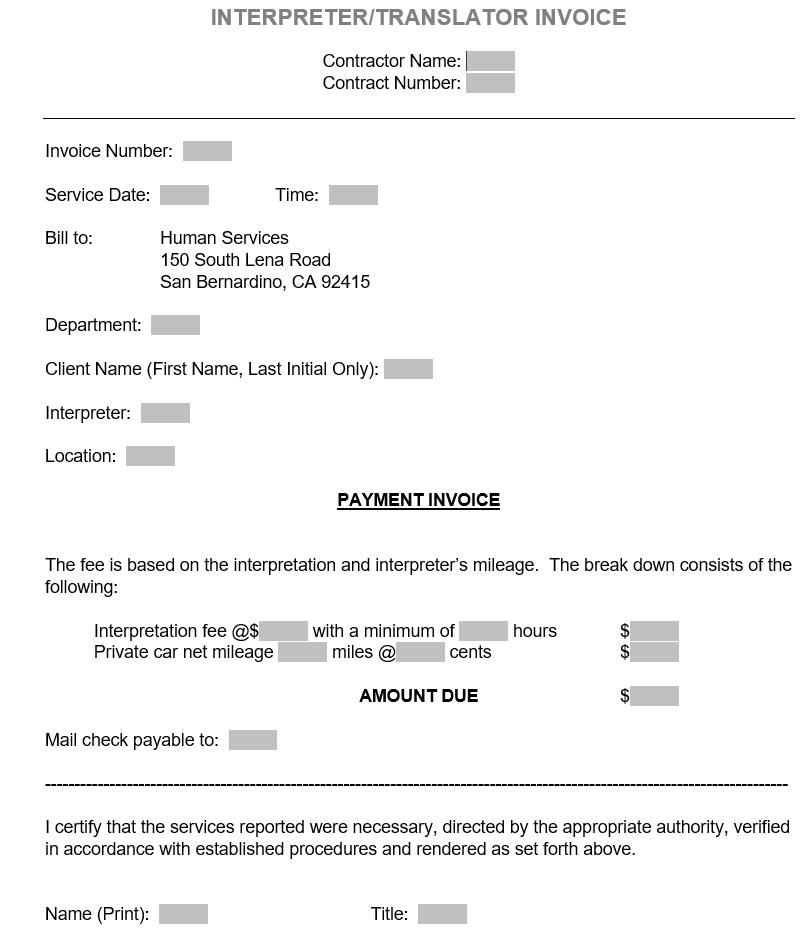 INTERPRETER/TRANSLATOR INVOICE
Contractor Name:
Contract Number:
Invoice Number:
Service Date: Time:
Bill to: Human Services
150 South Lena Road
San Bernardino, CA 92415
Department:
Client Name (First Name, Last Initial Only):
Interpreter:
Location:
PAYMENT INVOICE
The fee is based on the interpretation and interpreter's mileage. The break down consists of the
following:
Interpretation fee @$ with a minimum of hours $
Private car net mileage miles @ cents $
AMOUNT DUE $
Mail check payable to:
I certify that the services reported were necessary, directed by the appropriate authority, verified
in accordance with established procedures and rendered as set forth above.
Name (Print): Title: